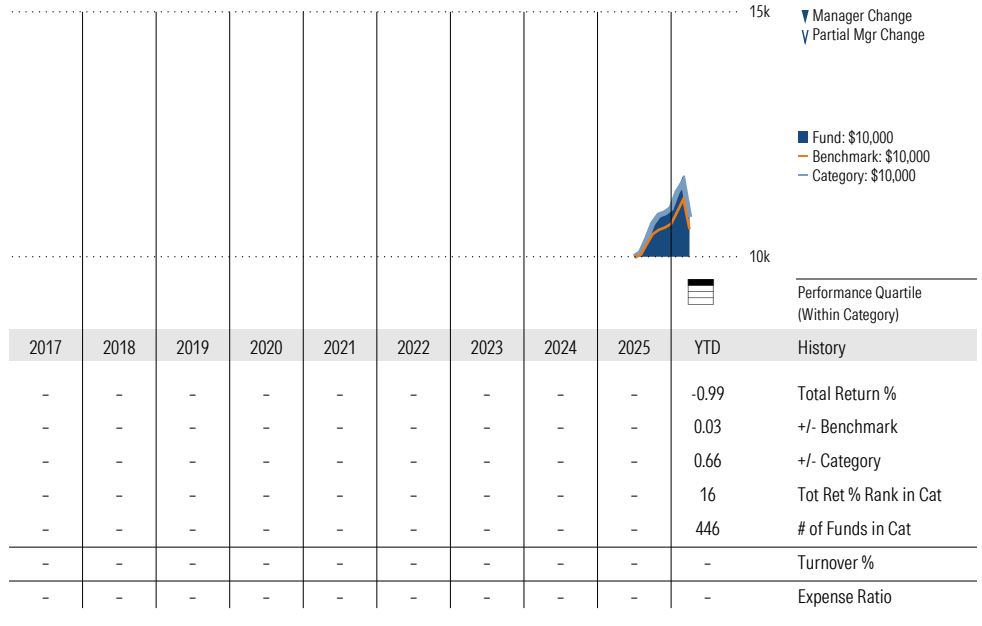 15k
Manager Change
Partial Mgr Change
Fund: $10,000
Benchmark: $10,000
Category: $10,000
10k
Performance Quartile
(Within Category)
2017 2018 2019 2020 2021 2022 2023 2024 2025 YTD History
– – – – – – – – – -0.99 Total Return %
– – – – – – – – – 0.03 +/- Benchmark
– – – – – – – – – 0.66 +/- Category
– – – – – – – – – 16 Tot Ret % Rank in Cat
– – – – – – – – – 446 # of Funds in Cat
– – – – – – – – – – Turnover %
– – – – – – – – – – Expense Ratio